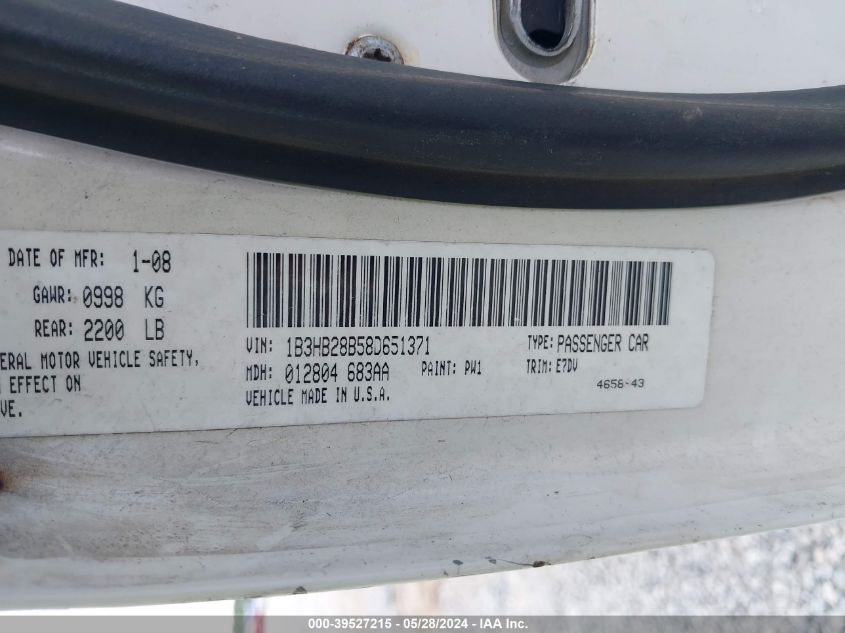 DATE OF MFR: 1-08
GAWR: 0998 KG
REAR: 2200 LB
ERAL MOTOR VEHICLE SAFETY,
EFFECT ON
VE.
VIN: 1B3HB28B58D651371
TYPE: PASSENGER CAR
MDH: 012804 683AA
PAINT: PW1
TRIM: E7DV
VEHICLE MADE IN U.S.A.
4658-43
000-39527215 - 05/28/2024 - IAA Inc.